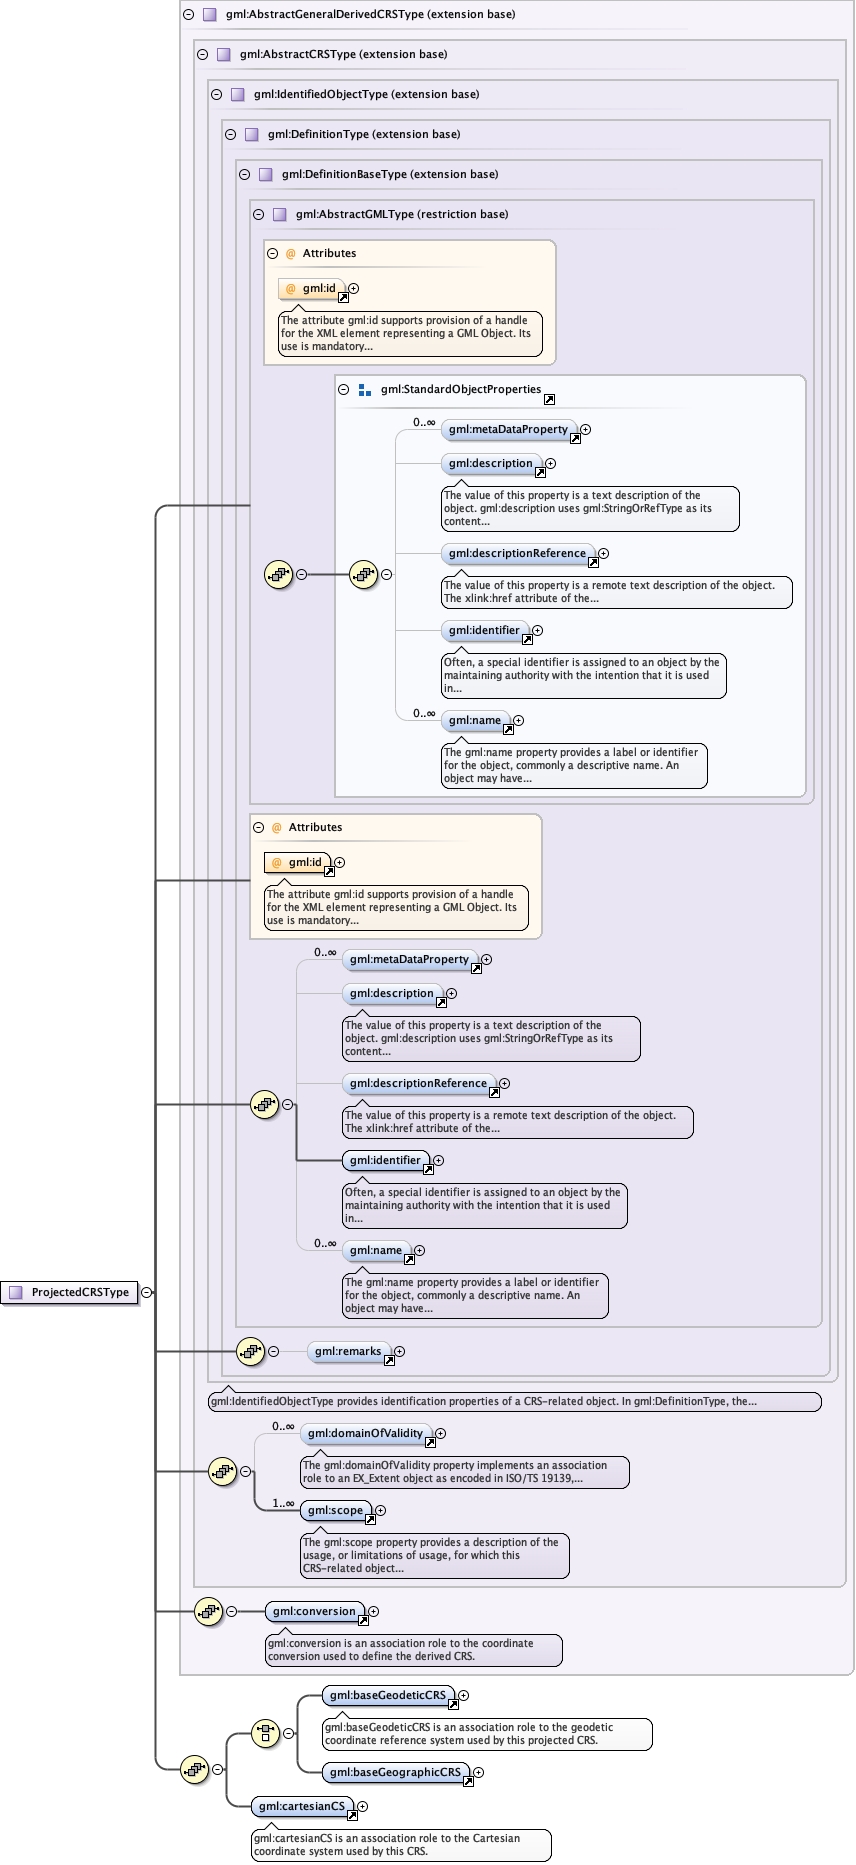 gml:AbstractGeneralDerivedCRSType (extension base)
gml:AbstractCRSType (extension base)
gml:IdentifiedObjectType (extension base)
gml:DefinitionType (extension base)
gml:DefinitionBaseType (extension base)
gml:AbstractGMLType (restriction base)
@ Attributes
@ gml:id
The attribute gml:id supports provision of a handle
for the XML element representing a GML Object. Its
use is mandatory...
gml:StandardObjectProperties
0..∞
gml:metaDataProperty
gml:description
The value of this property is a text description of the
object. gml:description uses gml:StringOrRefType as its
content...
gml:descriptionReference
The value of this property is a remote text description of the object.
The xlink:href attribute of the...
gml:identifier
Often, a special identifier is assigned to an object by the
maintaining authority with the intention that it is used
in...
0..∞
gml:name
The gml:name property provides a label or identifier
for the object, commonly a descriptive name. An
object may have...
@ Attributes
@ gml:id
The attribute gml:id supports provision of a handle
for the XML element representing a GML Object. Its
use is mandatory...
0..∞
gml:metaDataProperty
gml:description
The value of this property is a text description of the
object. gml:description uses gml:StringOrRefType as its
content...
gml:descriptionReference
The value of this property is a remote text description of the object.
The xlink:href attribute of the...
gml:identifier
Often, a special identifier is assigned to an object by the
maintaining authority with the intention that it is used
in...
0..∞
gml:name
The gml:name property provides a label or identifier
for the object, commonly a descriptive name. An
object may have...
ProjectedCRSType
gml:remarks
gml:IdentifiedObjectType provides identification properties of a CRS-related object. In gml:DefinitionType, the...
0..∞
gml:domainOfValidity
The gml:domainOfValidity property implements an association
role to an EX_Extent object as encoded in ISO/TS 19139,...
1..∞
gml:scope
The gml:scope property provides a description of the
usage, or limitations of usage, for which this
CRS-related object...
gml:conversion
gml:conversion is an association role to the coordinate
conversion used to define the derived CRS.
gml:baseGeodeticCRS
gml:baseGeodeticCRS is an association role to the geodetic
coordinate reference system used by this projected CRS.
gml:baseGeographicCRS
gml:cartesianCS
gml:cartesianCS is an association role to the Cartesian
coordinate system used by this CRS.